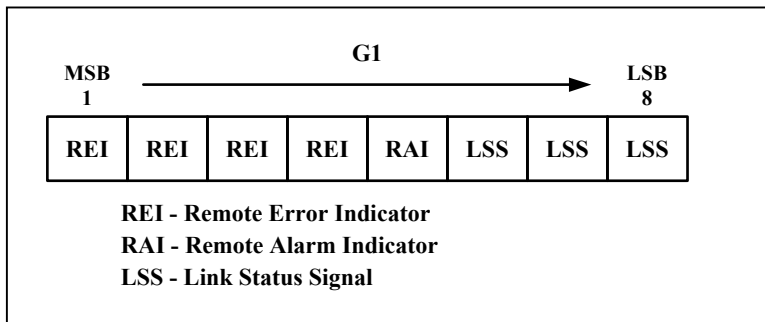 G1
MSB LSB
1 8
REI REI REI REI RAI LSS LSS LSS
REI - Remote Error Indicator
RAI - Remote Alarm Indicator
LSS - Link Status Signal